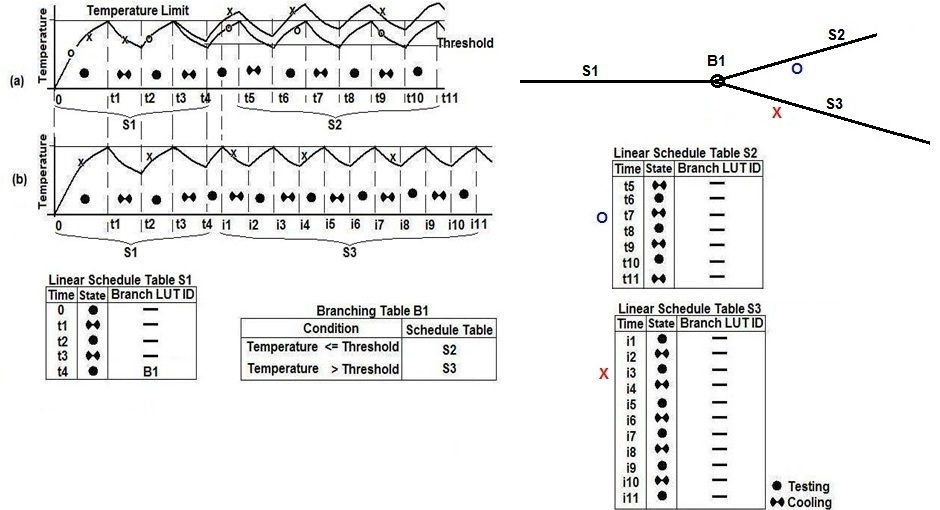 Temperature
Temperature Limit
Threshold
(a)
0 t1 t2 t3 t4 t5 t6 t7 t8 t9 t10 t11
S1 S2
Temperature
(b)
0 t1 t2 t3 t4 i1 i2 i3 i4 i5 i6 i7 i8 i9 i10 i11
S1 S3
Linear Schedule Table S1
Time State Branch LUT ID
0 —
t1 —
t2 —
t3 —
t4 B1
Branching Table B1
Condition Schedule Table
Temperature <= Threshold S2
Temperature > Threshold S3
S1 B1 S2
O
X S3
Linear Schedule Table S2
Time State Branch LUT ID
t5 —
t6 —
O t7 —
t8 —
t9 —
t10 —
t11 —
Linear Schedule Table S3
Time State Branch LUT ID
i1 —
i2 —
X i3 —
i4 —
i5 —
i6 —
i7 —
i8 —
i9 —
i10 —
i11 —
Testing
Cooling